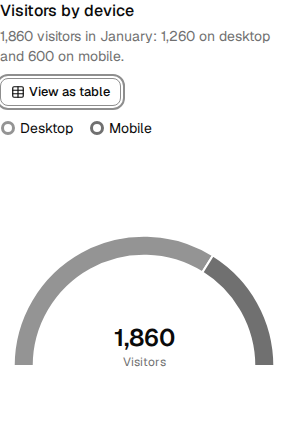 Visitors by device
1,860 visitors in January: 1,260 on desktop
and 600 on mobile.
View as table
Desktop Mobile
1,860
Visitors